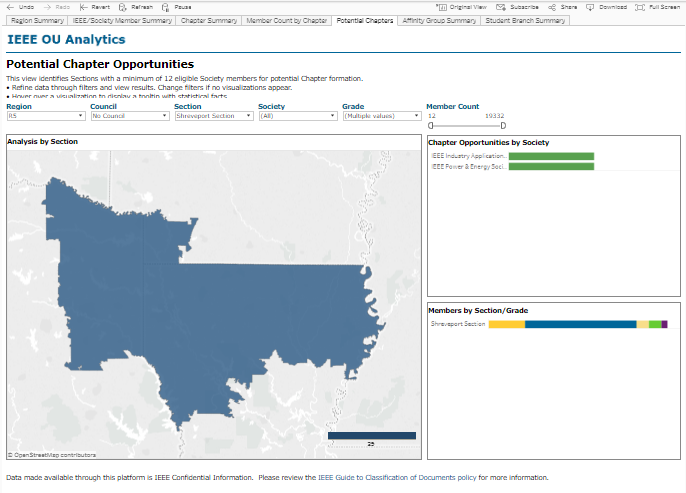 Undo Redo Revert Refresh Pause Original View Subscribe Share Download Full Screen
Region Summary IEEE/Society Member Summary Chapter Summary Member Count by Chapter Potential Chapters Affinity Group Summary Student Branch Summary
IEEE OU Analytics
Potential Chapter Opportunities
This view identifies Sections with a minimum of 12 eligible Society members for potential Chapter formation.
• Refine data through filters and view results. Change filters if no visualizations appear.
• Hover over a visualization to display a tooltip with statistical facts.
Region Council Section Society Grade Member Count
R5 No Council Shreveport Section (All) (Multiple values) 12 19332
Analysis by Section
Chapter Opportunities by Society
IEEE Industry Application..
IEEE Power & Energy Soci..
Members by Section/Grade
Shreveport Section
© OpenStreetMap contributors
Data made available through this platform is IEEE Confidential Information. Please review the IEEE Guide to Classification of Documents policy for more information.